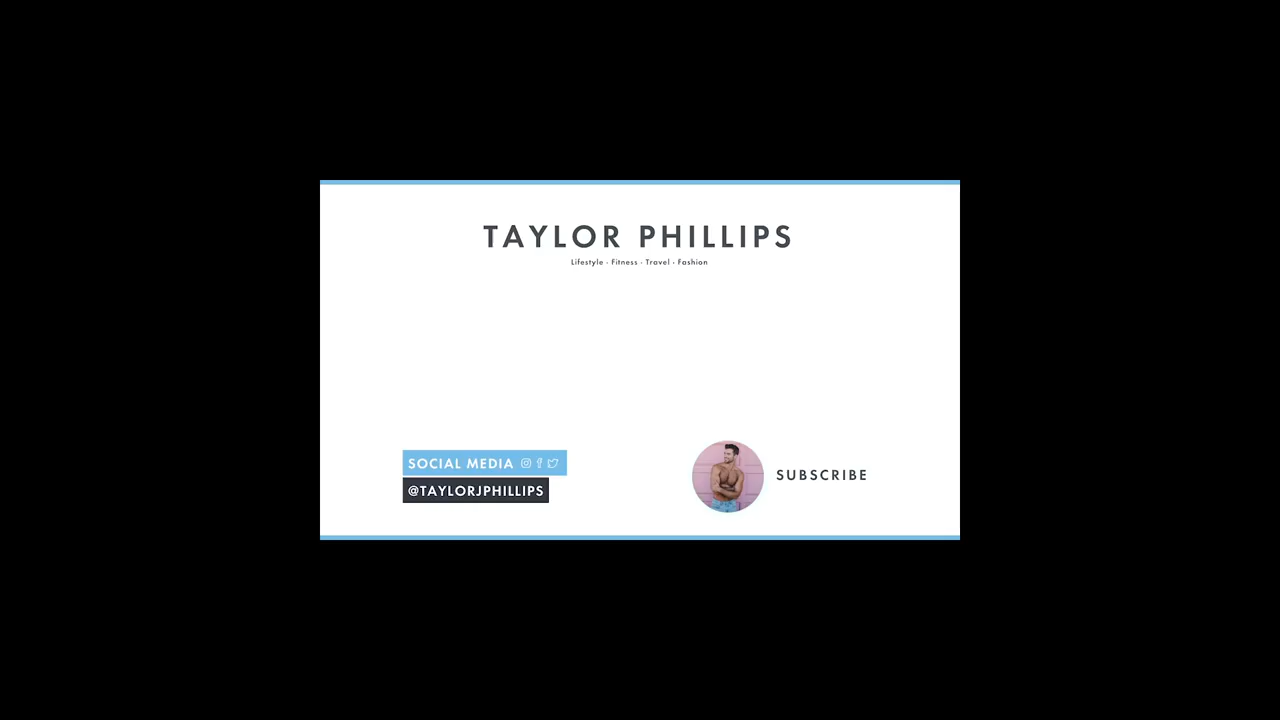 TAYLOR PHILLIPS
Lifestyle - Fitness - Travel - Fashion
SOCIAL MEDIA
@TAYLORJPHILLIPS
SUBSCRIBE